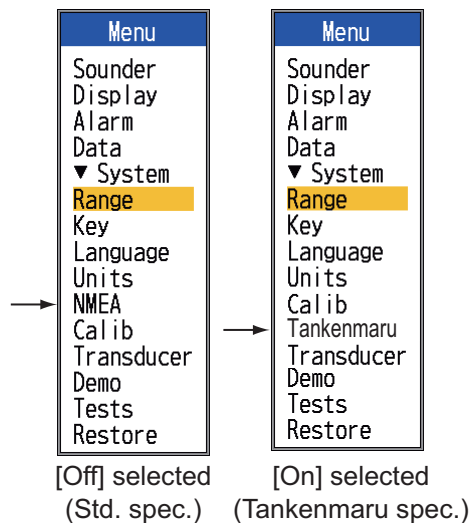 Menu
Sounder
Display
Alarm
Data
▼ System
Range
Key
Language
Units
NMEA
Calib
Transducer
Demo
Tests
Restore
[Off] selected
(Std. spec.)
Menu
Sounder
Display
Alarm
Data
▼ System
Range
Key
Language
Units
Calib
Tankenmaru
Transducer
Demo
Tests
Restore
[On] selected
(Tankenmaru spec.)